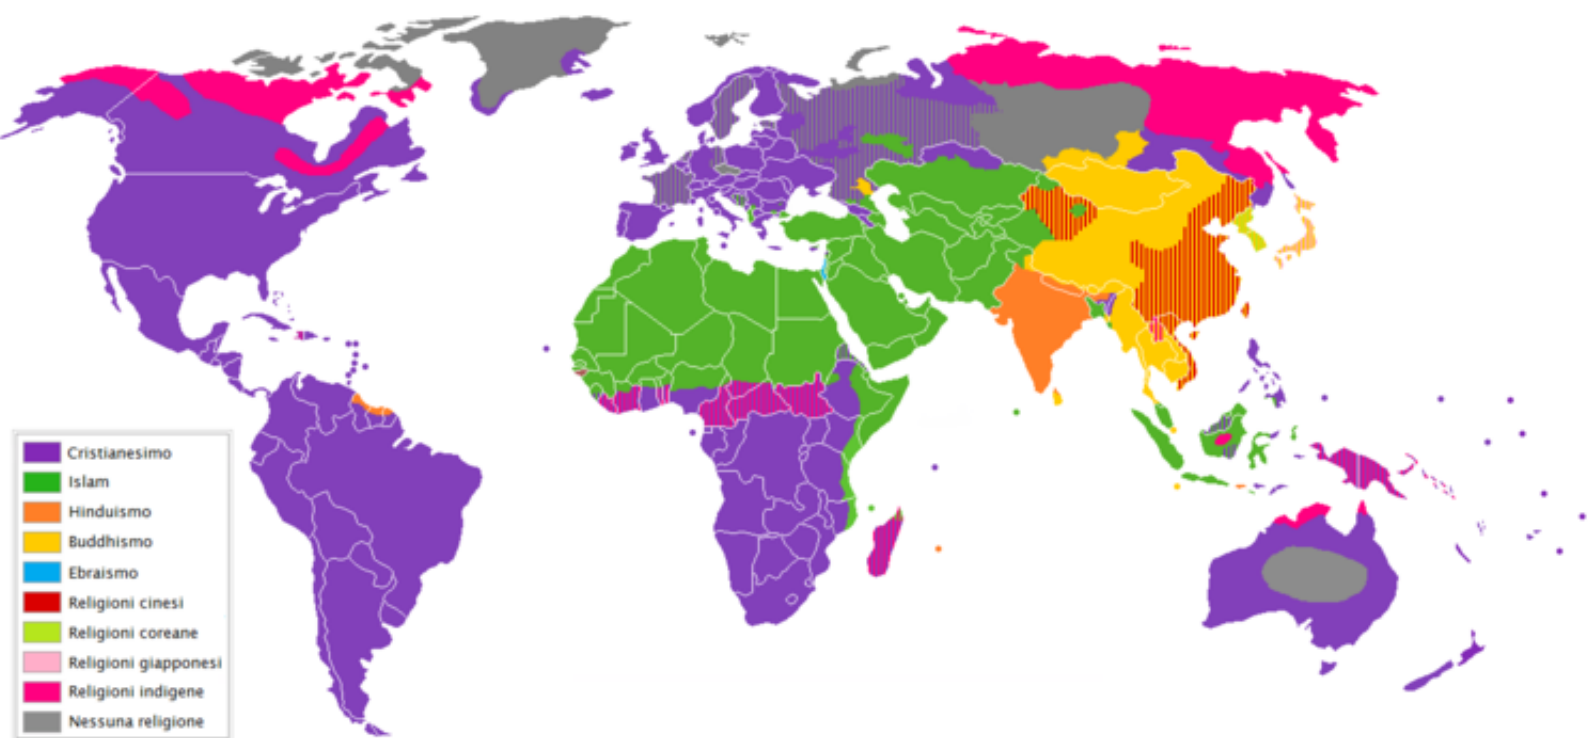 Cristianesimo
Islam
Hinduismo
Buddhismo
Ebraismo
Religioni cinesi
Religioni coreane
Religioni giapponesi
Religioni indigene
Nessuna religione